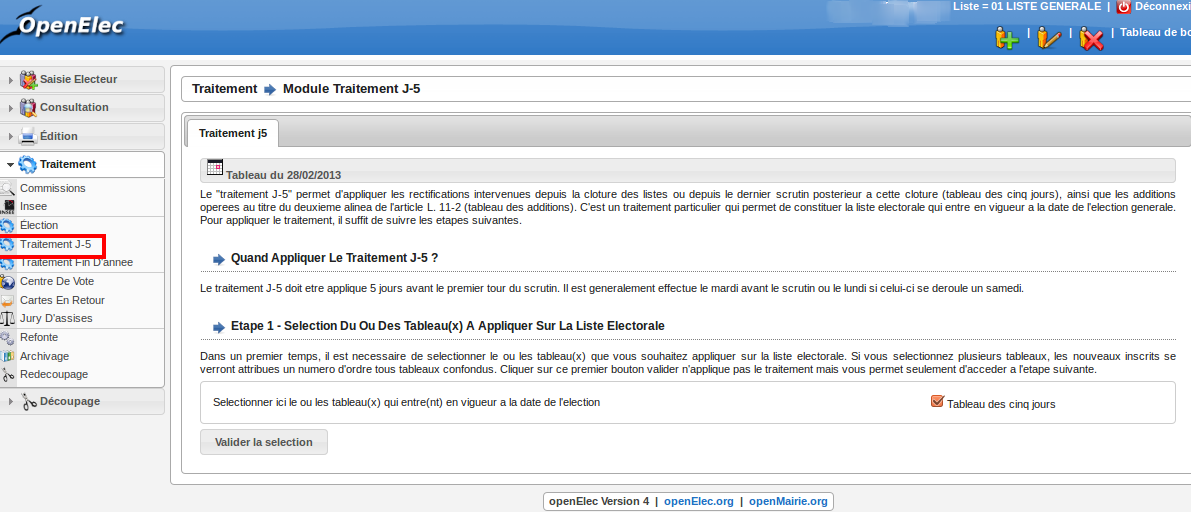 OpenElec
Liste = 01 LISTE GENERALE | Déconnexi
| | | Tableau de bo
Saisie Electeur
Consultation
Édition
Traitement
Commissions
Insee
Élection
Traitement J-5
Traitement Fin D'annee
Centre De Vote
Cartes En Retour
Jury D'assises
Refonte
Archivage
Redecoupage
Découpage
Traitement Module Traitement J-5
Traitement j5
Tableau du 28/02/2013
Le "traitement J-5" permet d'appliquer les rectifications intervenues depuis la cloture des listes ou depuis le dernier scrutin posterieur a cette cloture (tableau des cinq jours), ainsi que les additions
operees au titre du deuxieme alinea de l'article L. 11-2 (tableau des additions). C'est un traitement particulier qui permet de constituer la liste electorale qui entre en vigueur a la date de l'election generale.
Pour appliquer le traitement, il suffit de suivre les etapes suivantes.
Quand Appliquer Le Traitement J-5 ?
Le traitement J-5 doit etre applique 5 jours avant le premier tour du scrutin. Il est generalement effectue le mardi avant le scrutin ou le lundi si celui-ci se deroule un samedi.
Etape 1 - Selection Du Ou Des Tableau(x) A Appliquer Sur La Liste Electorale
Dans un premier temps, il est necessaire de selectionner le ou les tableau(x) que vous souhaitez appliquer sur la liste electorale. Si vous selectionnez plusieurs tableaux, les nouveaux inscrits se
verront attribues un numero d'ordre tous tableaux confondus. Cliquer sur ce premier bouton valider n'applique pas le traitement mais vous permet seulement d'acceder a l'etape suivante.
Selectionner ici le ou les tableau(x) qui entre(nt) en vigueur a la date de l'election
Tableau des cinq jours
Valider la selection
openElec Version 4 | openElec.org | openMairie.org